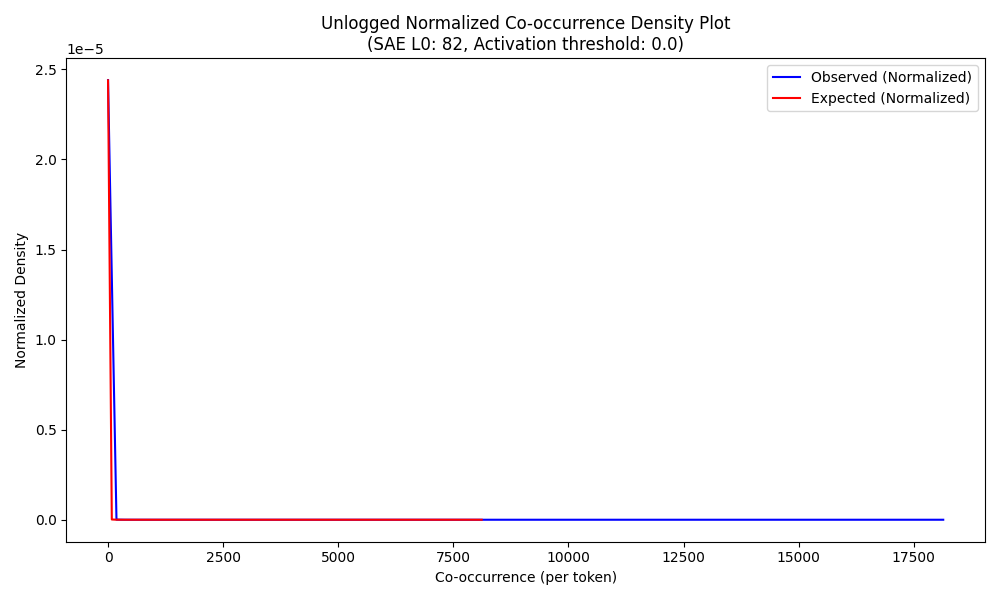 Unlogged Normalized Co-occurrence Density Plot
(SAE L0: 82, Activation threshold: 0.0)
1e−5
Observed (Normalized)
Expected (Normalized)
2.5
2.0
1.5
1.0
0.5
0.0
Normalized Density
0 2500 5000 7500 10000 12500 15000 17500
Co-occurrence (per token)